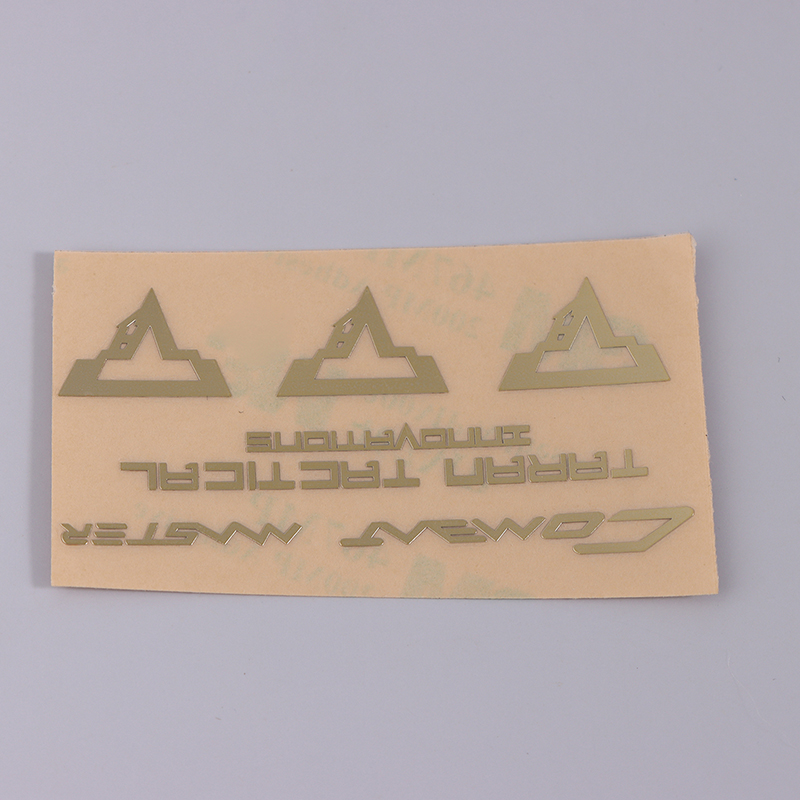 COMBAT MASTER
TARAN TACTICAL
INNOVATIONS